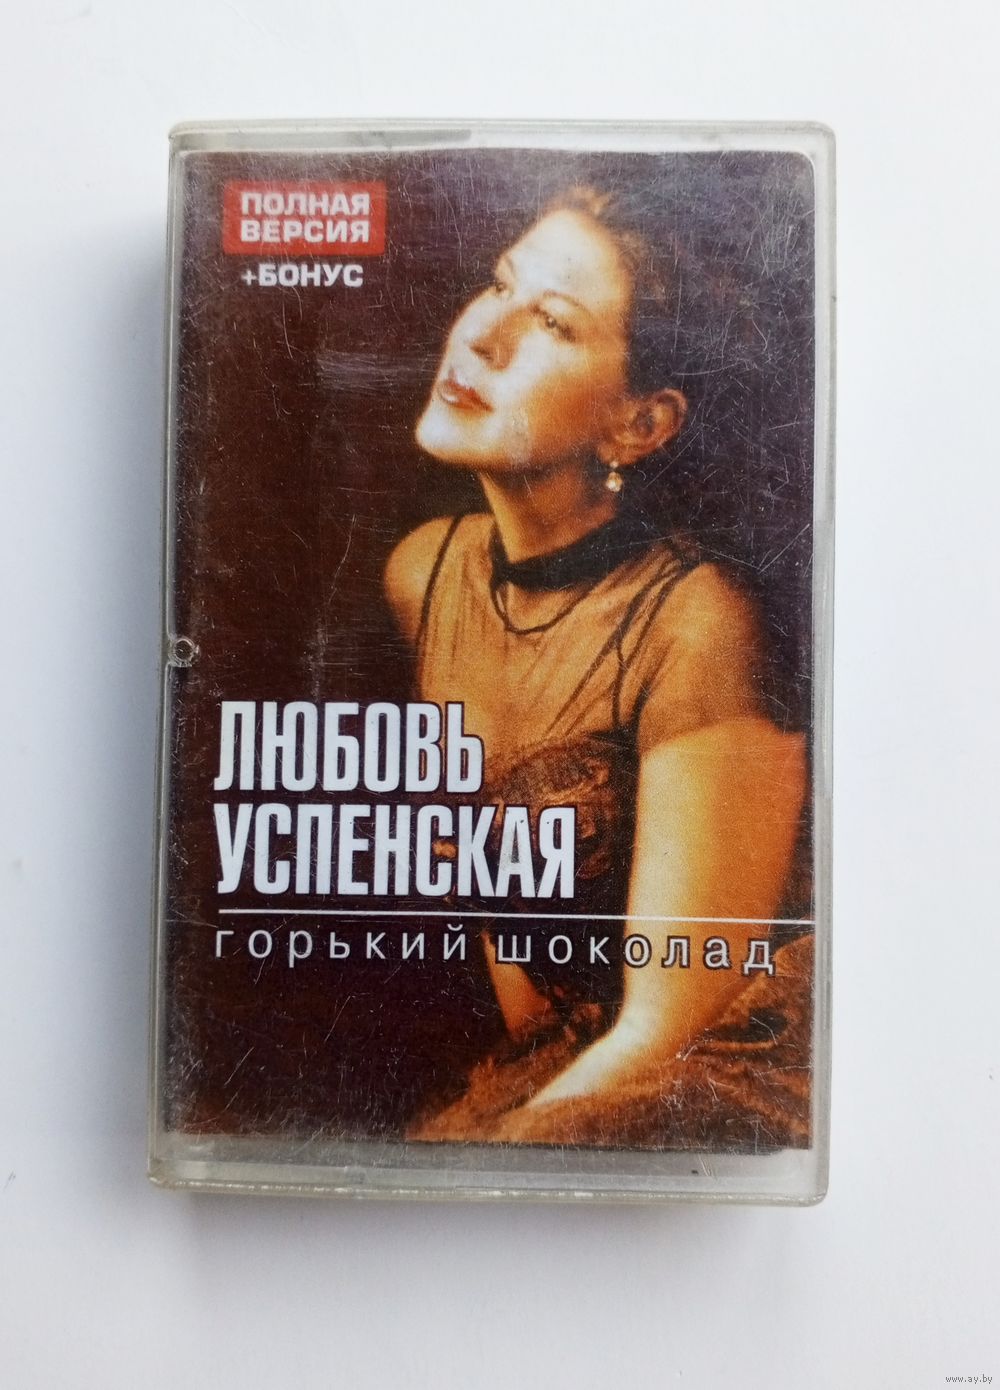 ПОЛНАЯ
ВЕРСИЯ
+БОНУС
ЛЮБОВЬ
УСПЕНСКАЯ
горький шоколад
www.ay.by